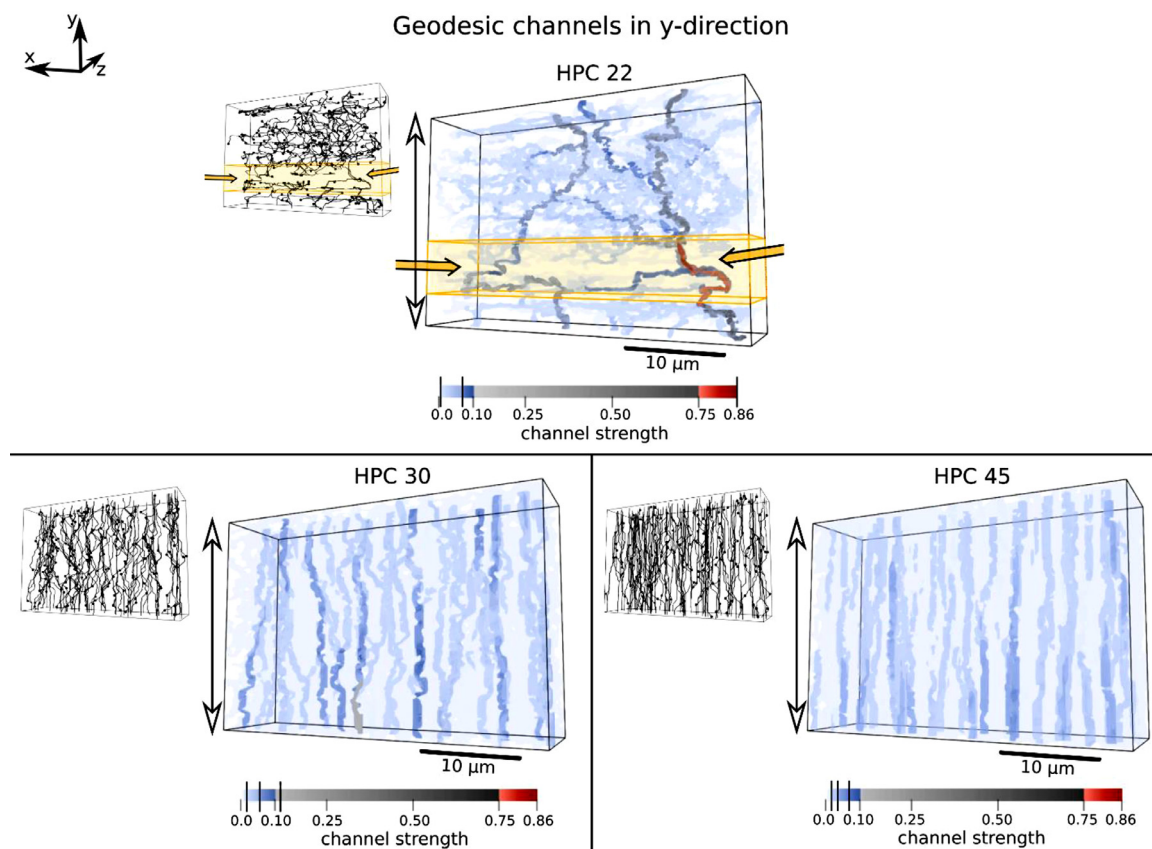 Geodesic channels in y-direction
y
x
z
HPC 22
10 μm
0.0 0.10 0.25 0.50 0.75 0.86
channel strength
HPC 30
10 μm
0.0 0.10 0.25 0.50 0.75 0.86
channel strength
HPC 45
10 μm
0.0 0.10 0.25 0.50 0.75 0.86
channel strength